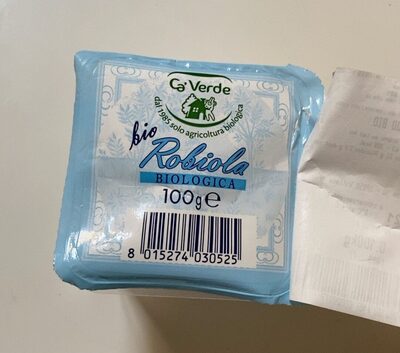 Ca' Verde
dal 1985 solo agricoltura biologica
bio
Robiola
BIOLOGICA
100g e
8 015274 030525